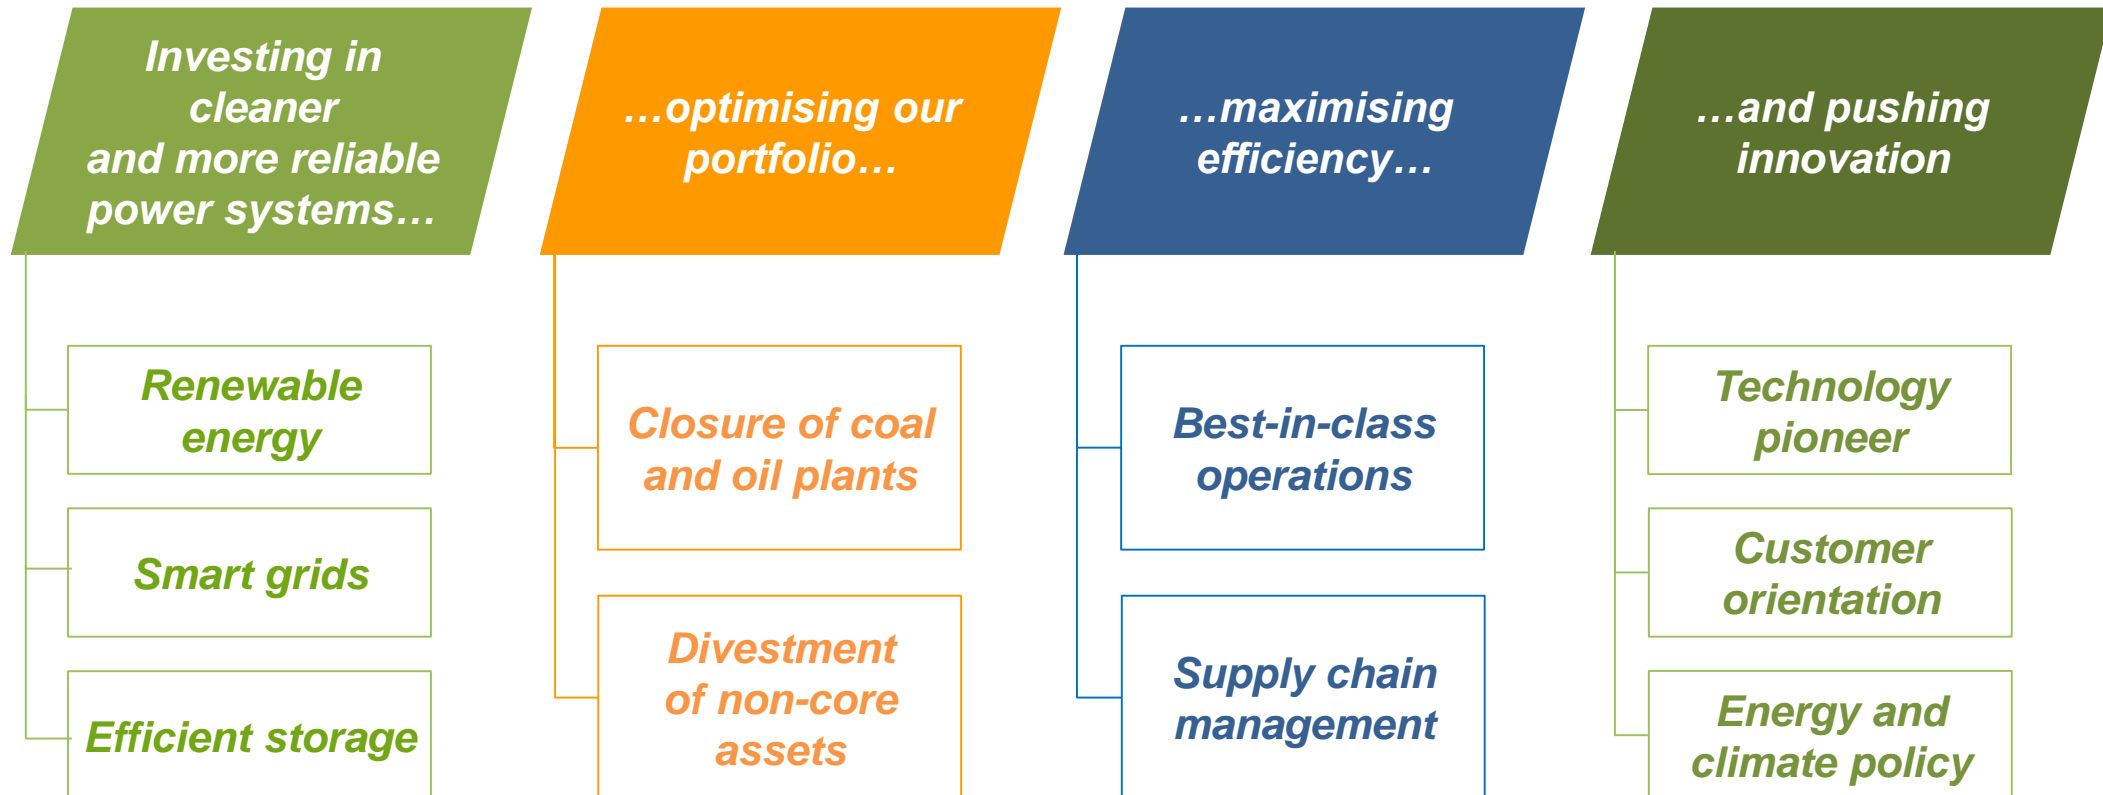 Investing in
cleaner
and more reliable
power systems…
Renewable
energy
Smart grids
Efficient storage
…optimising our
portfolio…
Closure of coal
and oil plants
Divestment
of non-core
assets
…maximising
efficiency…
Best-in-class
operations
Supply chain
management
…and pushing
innovation
Technology
pioneer
Customer
orientation
Energy and
climate policy